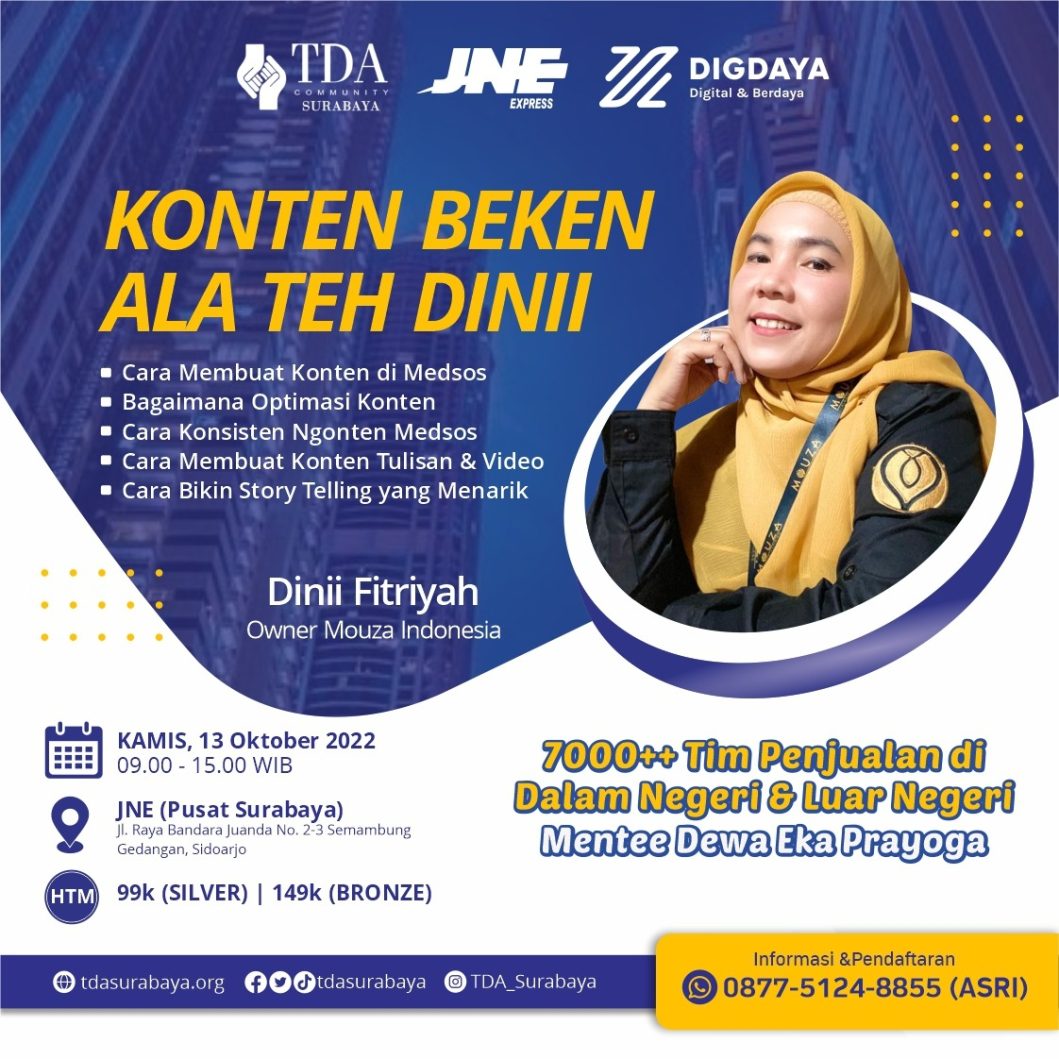 TDA
COMMUNITY
SURABAYA
JNE
EXPRESS
DIGDAYA
Digital & Berdaya
KONTEN BEKEN
ALA TEH DINII
Cara Membuat Konten di Medsos
Bagaimana Optimasi Konten
Cara Konsisten Ngonten Medsos
Cara Membuat Konten Tulisan & Video
Cara Bikin Story Telling yang Menarik
MOUZA
MOUZA
MOUZA
Dinii Fitriyah
Owner Mouza Indonesia
KAMIS, 13 Oktober 2022
09.00 - 15.00 WIB
JNE (Pusat Surabaya)
Jl. Raya Bandara Juanda No. 2-3 Semambung
Gedangan, Sidoarjo
HTM
99k (SILVER) | 149k (BRONZE)
7000++ Tim Penjualan di
Dalam Negeri & Luar Negeri
Mentee Dewa Eka Prayoga
tdasurabaya.org
tdasurabaya
TDA_Surabaya
Informasi &Pendaftaran
0877-5124-8855 (ASRI)